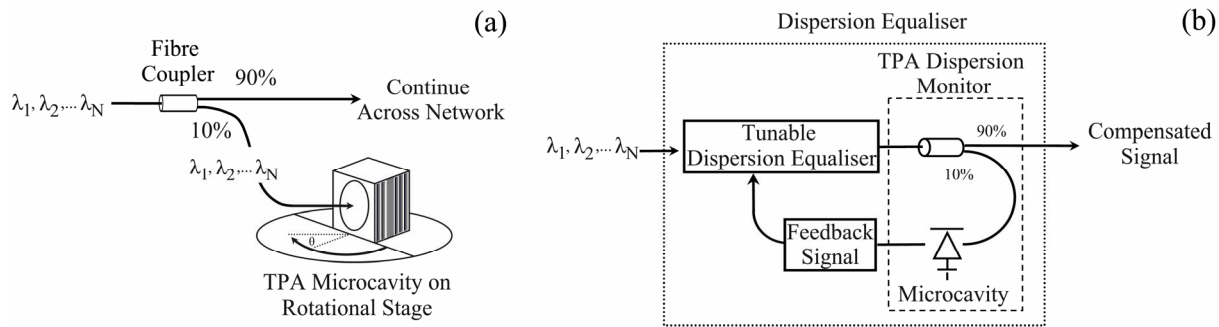 (a)
Fibre
Coupler
90%
λ1, λ2,... λN
Continue
Across Network
10%
λ1, λ2,... λN
θ
TPA Microcavity on
Rotational Stage
(b)
Dispersion Equaliser
TPA Dispersion
Monitor
λ1, λ2,... λN
Tunable
Dispersion Equaliser
90%
10%
Compensated
Signal
Feedback
Signal
Microcavity